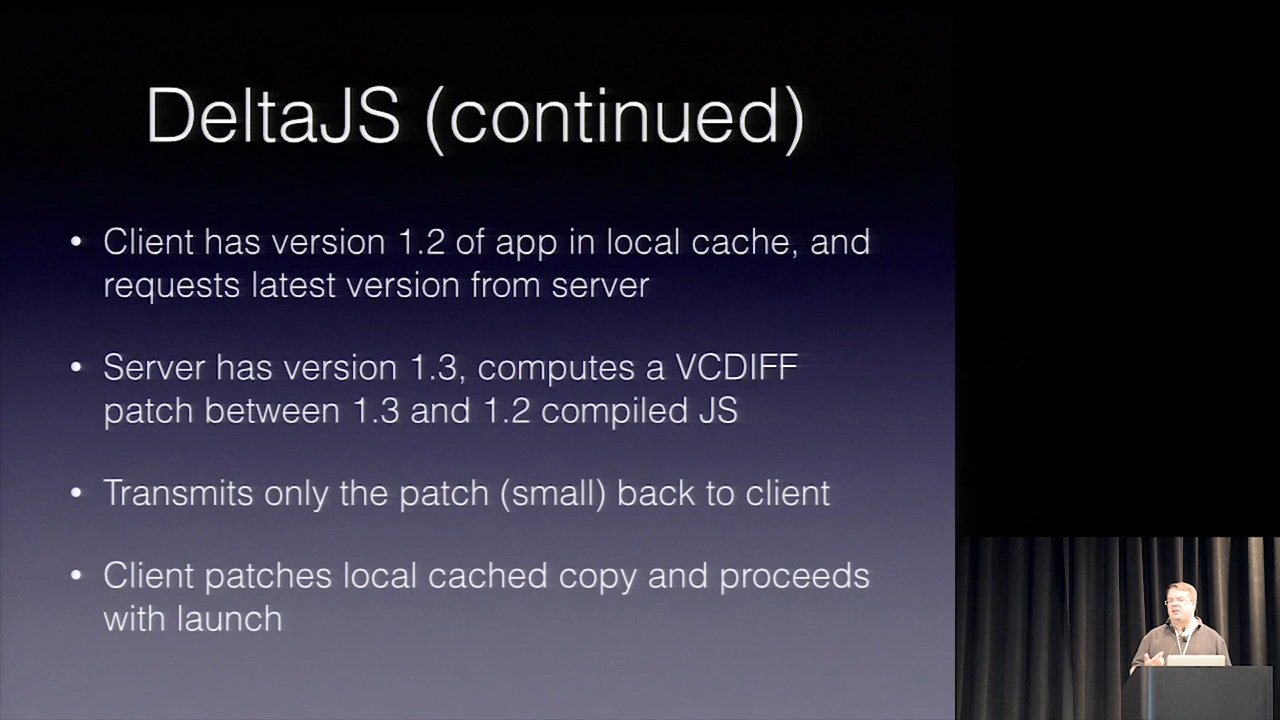 DeltaJS (continued)
• Client has version 1.2 of app in local cache, and
requests latest version from server
• Server has version 1.3, computes a VCDIFF
patch between 1.3 and 1.2 compiled JS
• Transmits only the patch (small) back to client
• Client patches local cached copy and proceeds
with launch